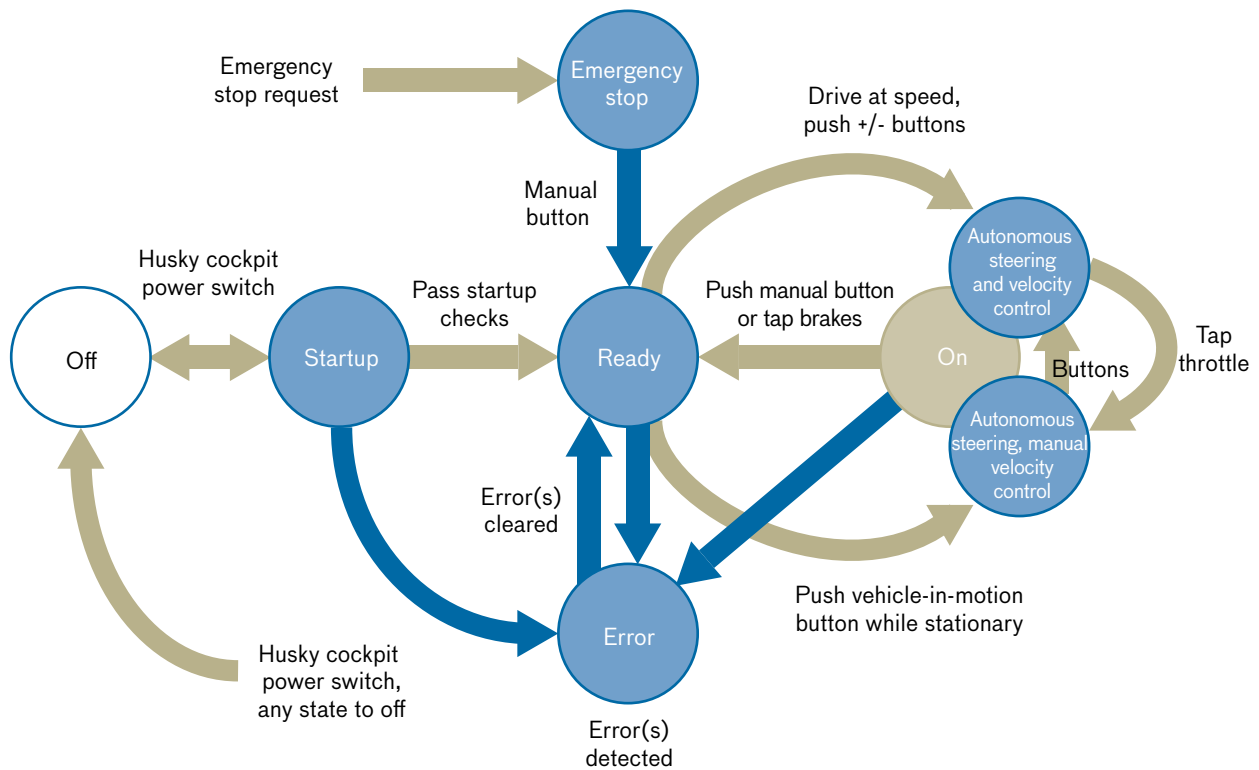 Emergency
stop request
Emergency
stop
Drive at speed,
push +/- buttons
Manual
button
Husky cockpit
power switch
Pass startup
checks
Push manual button
or tap brakes
Autonomous
steering
and velocity
control
Off
Startup
Ready
On
Buttons
Tap
throttle
Autonomous
steering, manual
velocity
control
Error(s)
cleared
Push vehicle-in-motion
button while stationary
Error
Husky cockpit
power switch,
any state to off
Error(s)
detected